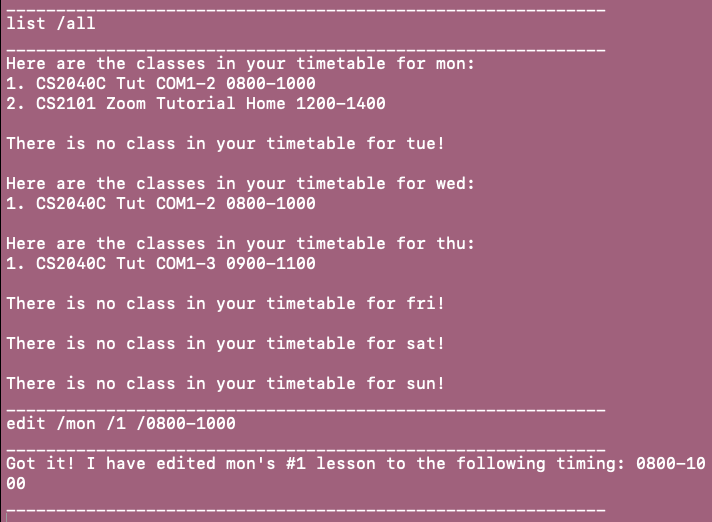 ____________________________________________________________
list /all
____________________________________________________________
Here are the classes in your timetable for mon:
1. CS2040C Tut COM1-2 0800-1000
2. CS2101 Zoom Tutorial Home 1200-1400

There is no class in your timetable for tue!

Here are the classes in your timetable for wed:
1. CS2040C Tut COM1-2 0800-1000

Here are the classes in your timetable for thu:
1. CS2040C Tut COM1-3 0900-1100

There is no class in your timetable for fri!

There is no class in your timetable for sat!

There is no class in your timetable for sun!
____________________________________________________________
edit /mon /1 /0800-1000
____________________________________________________________
Got it! I have edited mon's #1 lesson to the following timing: 0800-10
00
____________________________________________________________